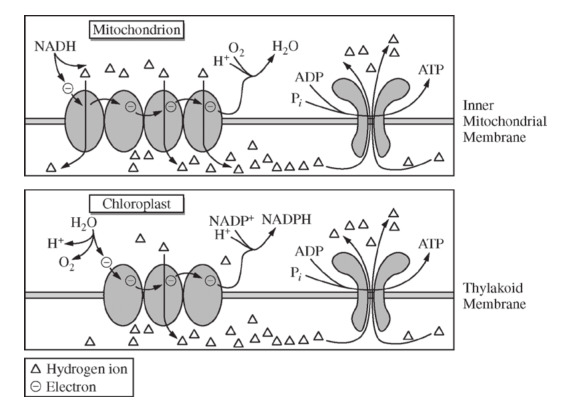 Mitochondrion
NADH
H+
O2
H2O
ADP
Pi
ATP
Inner
Mitochondrial
Membrane
Chloroplast
H2O
H+
O2
NADP+ NADPH
H+
ADP
Pi
ATP
Thylakoid
Membrane
Hydrogen ion
Electron